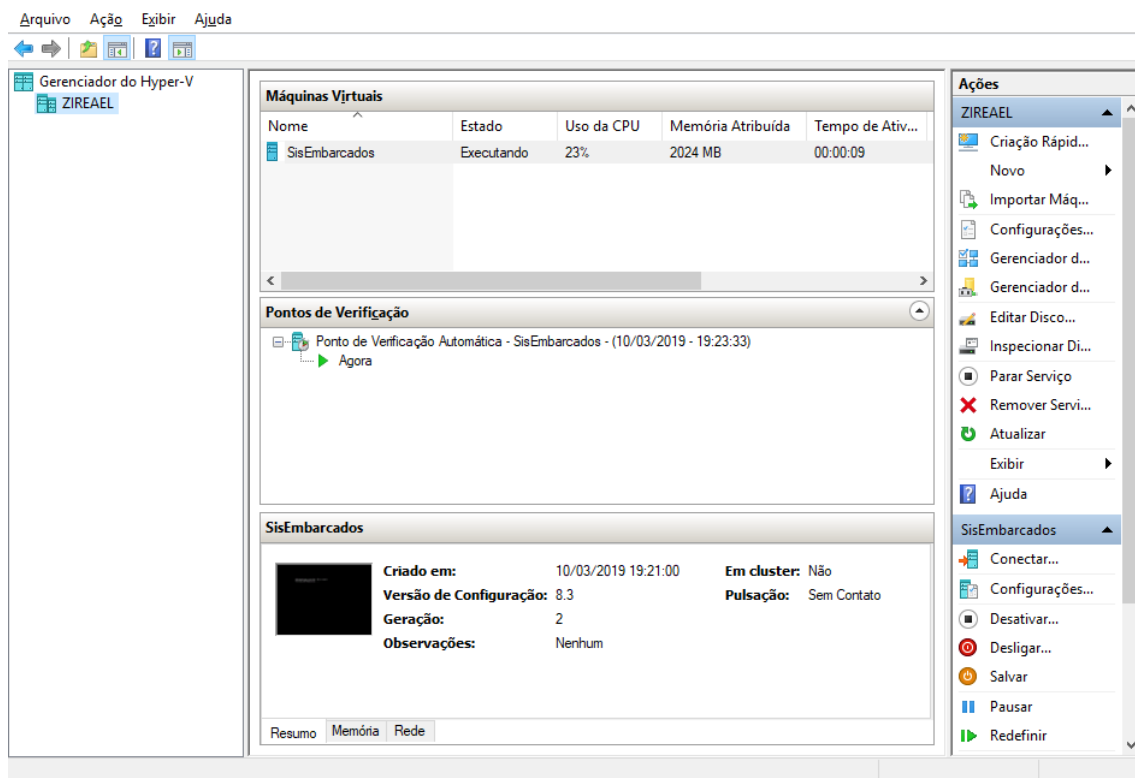 Arquivo Ação Exibir Ajuda
Gerenciador do Hyper-V
ZIREAEL
Máquinas Virtuais
Nome Estado Uso da CPU Memória Atribuída Tempo de Ativ...
SisEmbarcados Executando 23% 2024 MB 00:00:09
Pontos de Verificação
Ponto de Verificação Automática - SisEmbarcados - (10/03/2019 - 19:23:33)
Agora
SisEmbarcados
Criado em: 10/03/2019 19:21:00 Em cluster: Não
Versão de Configuração: 8.3 Pulsação: Sem Contato
Geração: 2
Observações: Nenhum
Resumo Memória Rede
Ações
ZIREAEL
Criação Rápid...
Novo
Importar Máq...
Configurações...
Gerenciador d...
Gerenciador d...
Editar Disco...
Inspecionar Di...
Parar Serviço
Remover Servi...
Atualizar
Exibir
Ajuda
SisEmbarcados
Conectar...
Configurações...
Desativar...
Desligar...
Salvar
Pausar
Redefinir